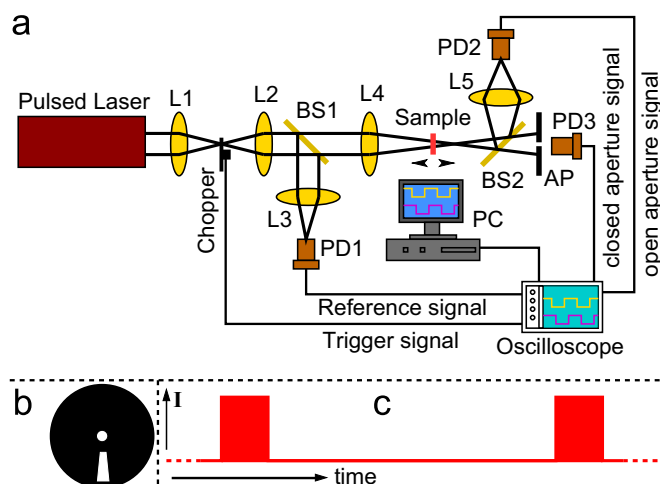 a
Pulsed Laser
L1
L2
BS1
L4
Sample
PD2
L5
PD3
BS2
AP
Chopper
L3
PD1
PC
closed aperture signal
open aperture signal
Reference signal
Trigger signal
Oscilloscope
b
I
c
time